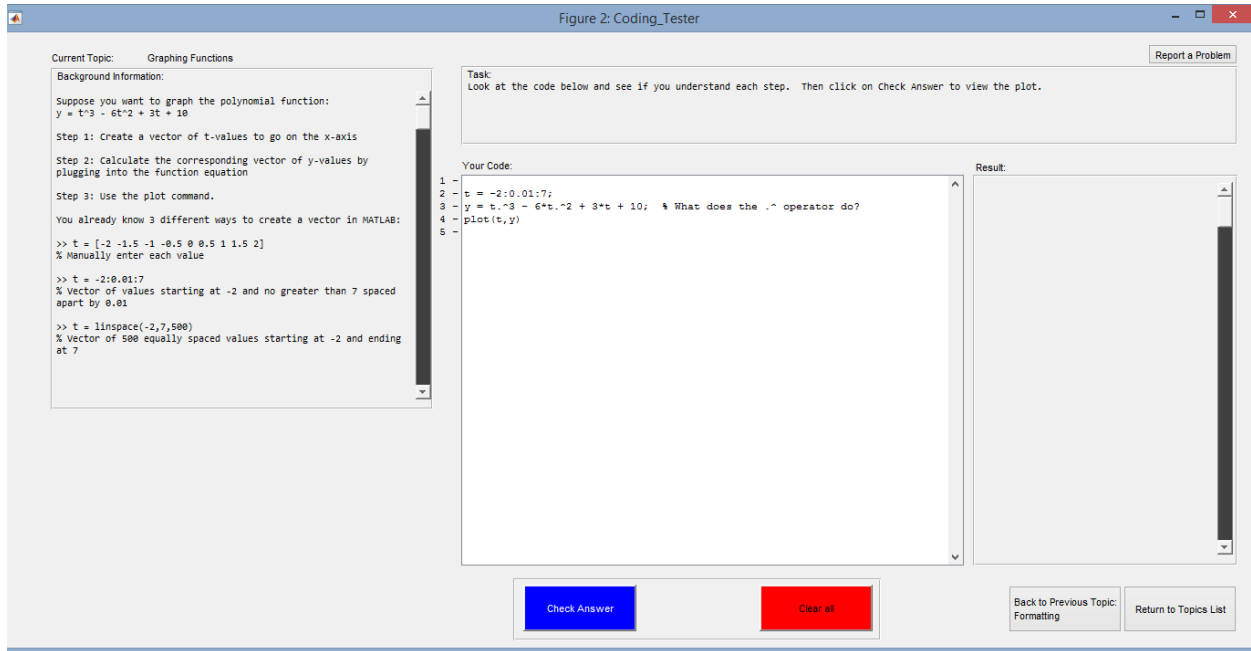 Figure 2: Coding_Tester
Current Topic: Graphing Functions
Report a Problem
Background Information:
Suppose you want to graph the polynomial function:
y = t^3 - 6t^2 + 3t + 10
Step 1: Create a vector of t-values to go on the x-axis
Step 2: Calculate the corresponding vector of y-values by
plugging into the function equation
Step 3: Use the plot command.
You already know 3 different ways to create a vector in MATLAB:
>> t = [-2 -1.5 -1 -0.5 0 0.5 1 1.5 2]
% Manually enter each value
>> t = -2:0.01:7
% Vector of values starting at -2 and no greater than 7 spaced
apart by 0.01
>> t = linspace(-2,7,500)
% Vector of 500 equally spaced values starting at -2 and ending
at 7
Task:
Look at the code below and see if you understand each step.  Then click on Check Answer to view the plot.
Your Code:
1 -
2 - t = -2:0.01:7;
3 - y = t.^3 - 6*t.^2 + 3*t + 10;  % What does the .^ operator do?
4 - plot(t,y)
5 -
Result:
Check Answer
Clear all
Back to Previous Topic:
Formatting
Return to Topics List